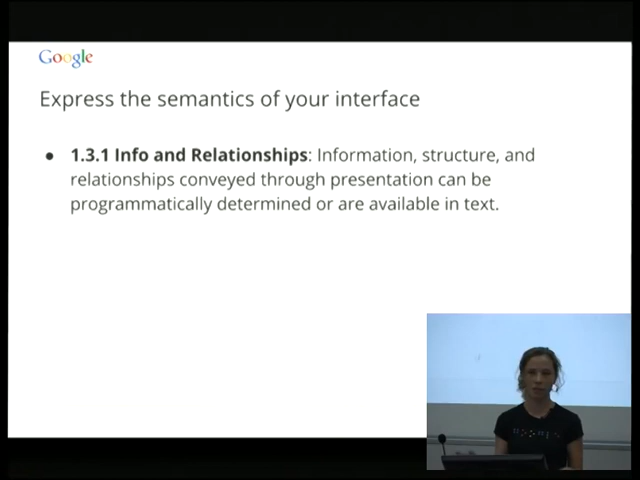 Google
Express the semantics of your interface
● 1.3.1 Info and Relationships: Information, structure, and
relationships conveyed through presentation can be
programmatically determined or are available in text.